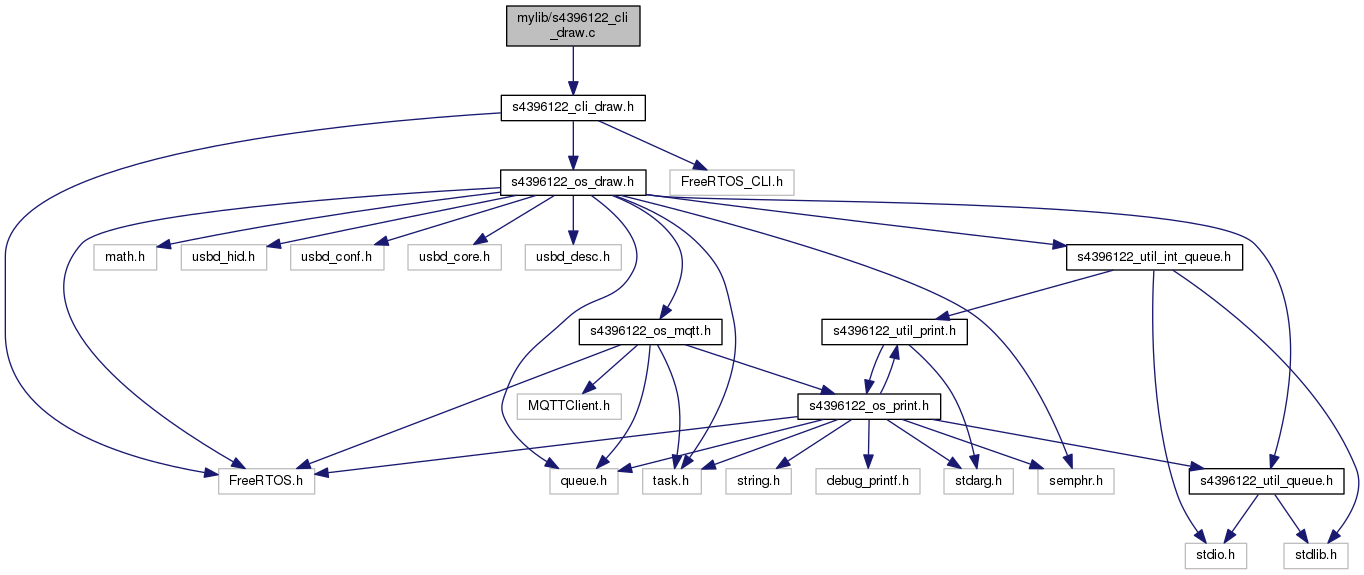 mylib/s4396122_cli
_draw.c
s4396122_cli_draw.h
s4396122_os_draw.h
FreeRTOS_CLI.h
math.h
usbd_hid.h
usbd_conf.h
usbd_core.h
usbd_desc.h
s4396122_util_int_queue.h
s4396122_os_mqtt.h
s4396122_util_print.h
MQTTClient.h
s4396122_os_print.h
FreeRTOS.h
queue.h
task.h
string.h
debug_printf.h
stdarg.h
semphr.h
s4396122_util_queue.h
stdio.h
stdlib.h